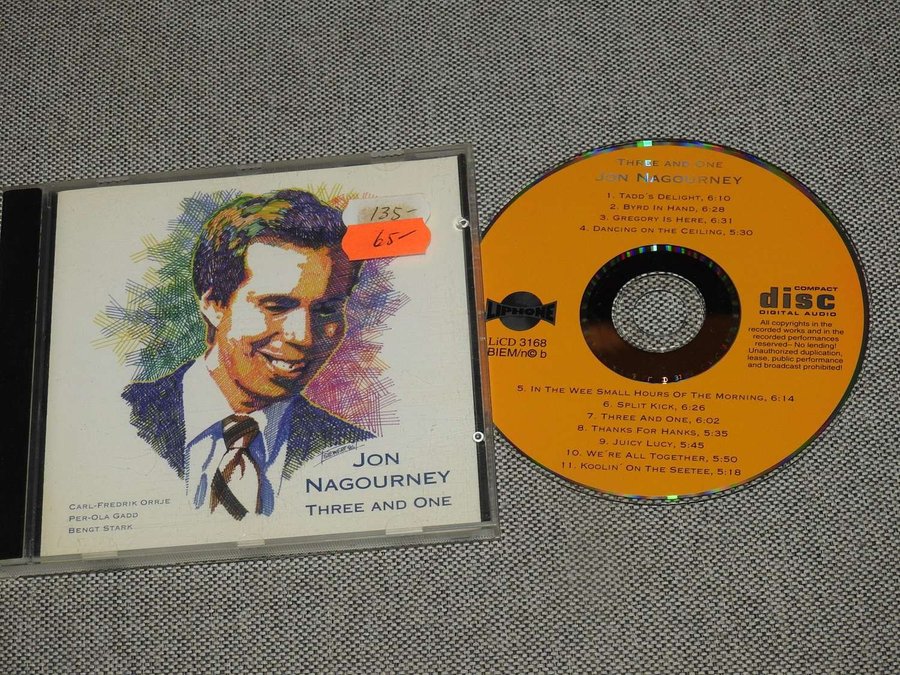 135-
65-
JON
NAGOURNEY
THREE AND ONE
CARL-FREDRIK ORRJE
PER-OLA GADD
BENGT STARK
THREE AND ONE
JON NAGOURNEY
1. TADD'S DELIGHT, 6:10
2. BYRD IN HAND, 6:28
3. GREGORY IS HERE, 6:31
4. DANCING ON THE CEILING, 5:30
LIPHONE
LiCD 3168
BIEM/n©b
COMPACT
disc
DIGITAL AUDIO
All copyrights in the
recorded works and in the
recorded performances
reserved– No lending!
Unauthorized duplication,
lease, public performance
and broadcast prohibited!
5. IN THE WEE SMALL HOURS OF THE MORNING, 6:14
6. SPLIT KICK, 6:26
7. THREE AND ONE, 6:02
8. THANKS FOR HANKS, 5:35
9. JUICY LUCY, 5:45
10. WE´RE ALL TOGETHER, 5:50
11. KOOLIN´ ON THE SEETEE, 5:18